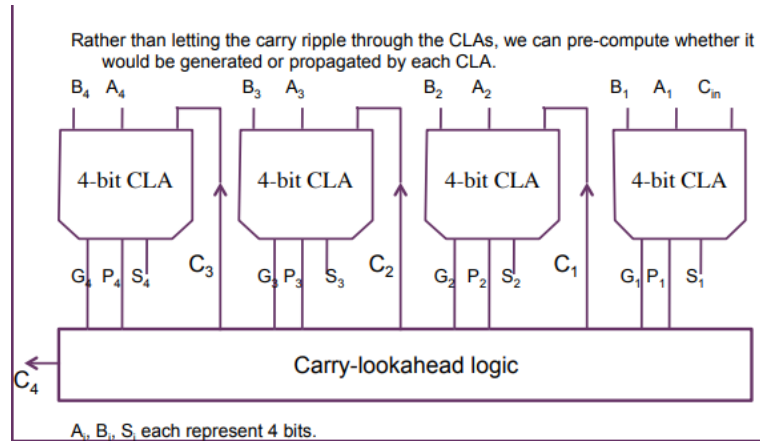 Rather than letting the carry ripple through the CLAs, we can pre-compute whether it
would be generated or propagated by each CLA.
B₄ A₄ B₃ A₃ B₂ A₂ B₁ A₁ Cᵢₙ
4-bit CLA 4-bit CLA 4-bit CLA 4-bit CLA
G₄ P₄ S₄ C₃ G₃ P₃ S₃ C₂ G₂ P₂ S₂ C₁ G₁ P₁ S₁
Carry-lookahead logic
C₄
Aᵢ, Bᵢ, Sᵢ each represent 4 bits.